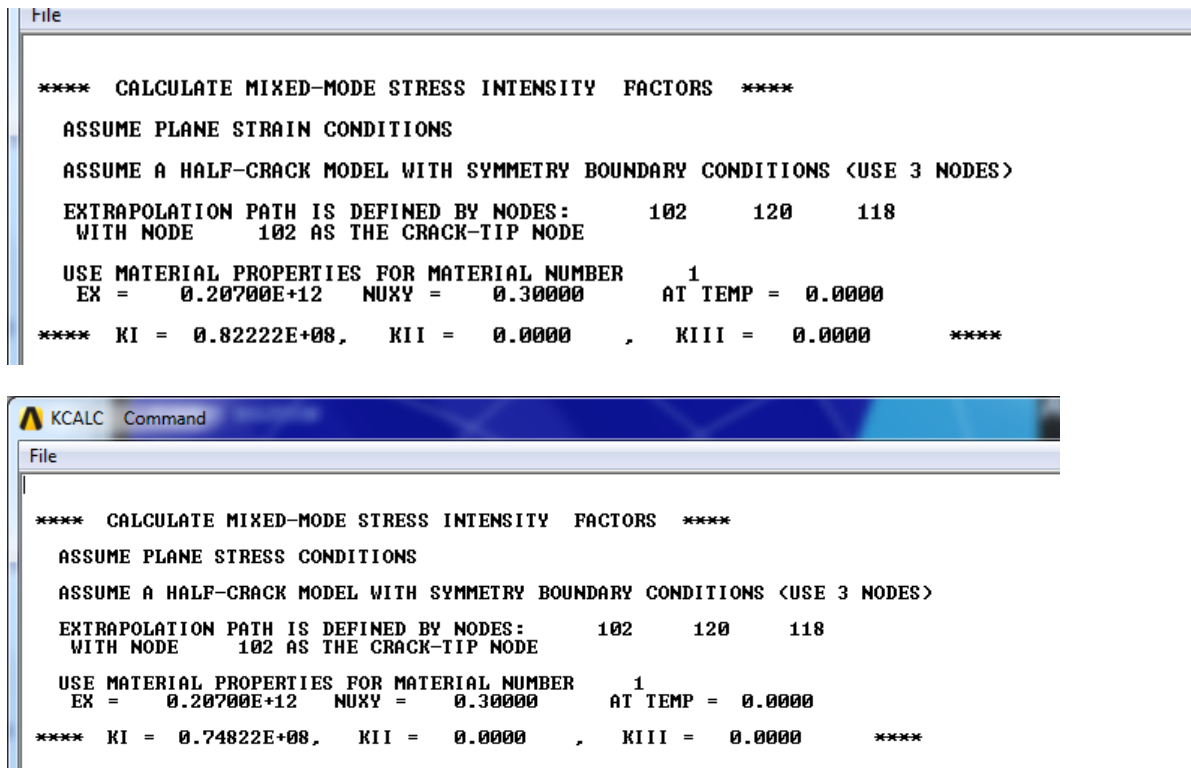 File
**** CALCULATE MIXED-MODE STRESS INTENSITY FACTORS ****
ASSUME PLANE STRAIN CONDITIONS
ASSUME A HALF-CRACK MODEL WITH SYMMETRY BOUNDARY CONDITIONS (USE 3 NODES)
EXTRAPOLATION PATH IS DEFINED BY NODES: 102 120 118
WITH NODE 102 AS THE CRACK-TIP NODE
USE MATERIAL PROPERTIES FOR MATERIAL NUMBER 1
EX = 0.20700E+12 NUXY = 0.30000 AT TEMP = 0.0000
**** KI = 0.82222E+08, KII = 0.0000 , KIII = 0.0000 ****
KCALC Command
File
**** CALCULATE MIXED-MODE STRESS INTENSITY FACTORS ****
ASSUME PLANE STRESS CONDITIONS
ASSUME A HALF-CRACK MODEL WITH SYMMETRY BOUNDARY CONDITIONS (USE 3 NODES)
EXTRAPOLATION PATH IS DEFINED BY NODES: 102 120 118
WITH NODE 102 AS THE CRACK-TIP NODE
USE MATERIAL PROPERTIES FOR MATERIAL NUMBER 1
EX = 0.20700E+12 NUXY = 0.30000 AT TEMP = 0.0000
**** KI = 0.74822E+08, KII = 0.0000 , KIII = 0.0000 ****